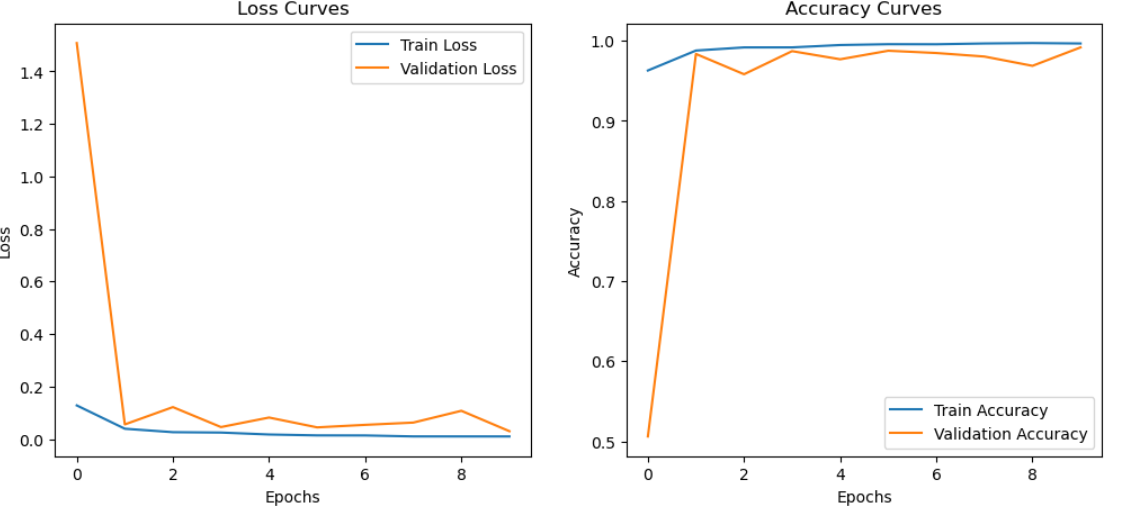 Loss Curves
Train Loss
Validation Loss
1.4
1.2
1.0
0.8
0.6
0.4
0.2
0.0
Loss
0 2 4 6 8
Epochs
Accuracy Curves
1.0
0.9
0.8
0.7
0.6
0.5
Accuracy
Train Accuracy
Validation Accuracy
0 2 4 6 8
Epochs